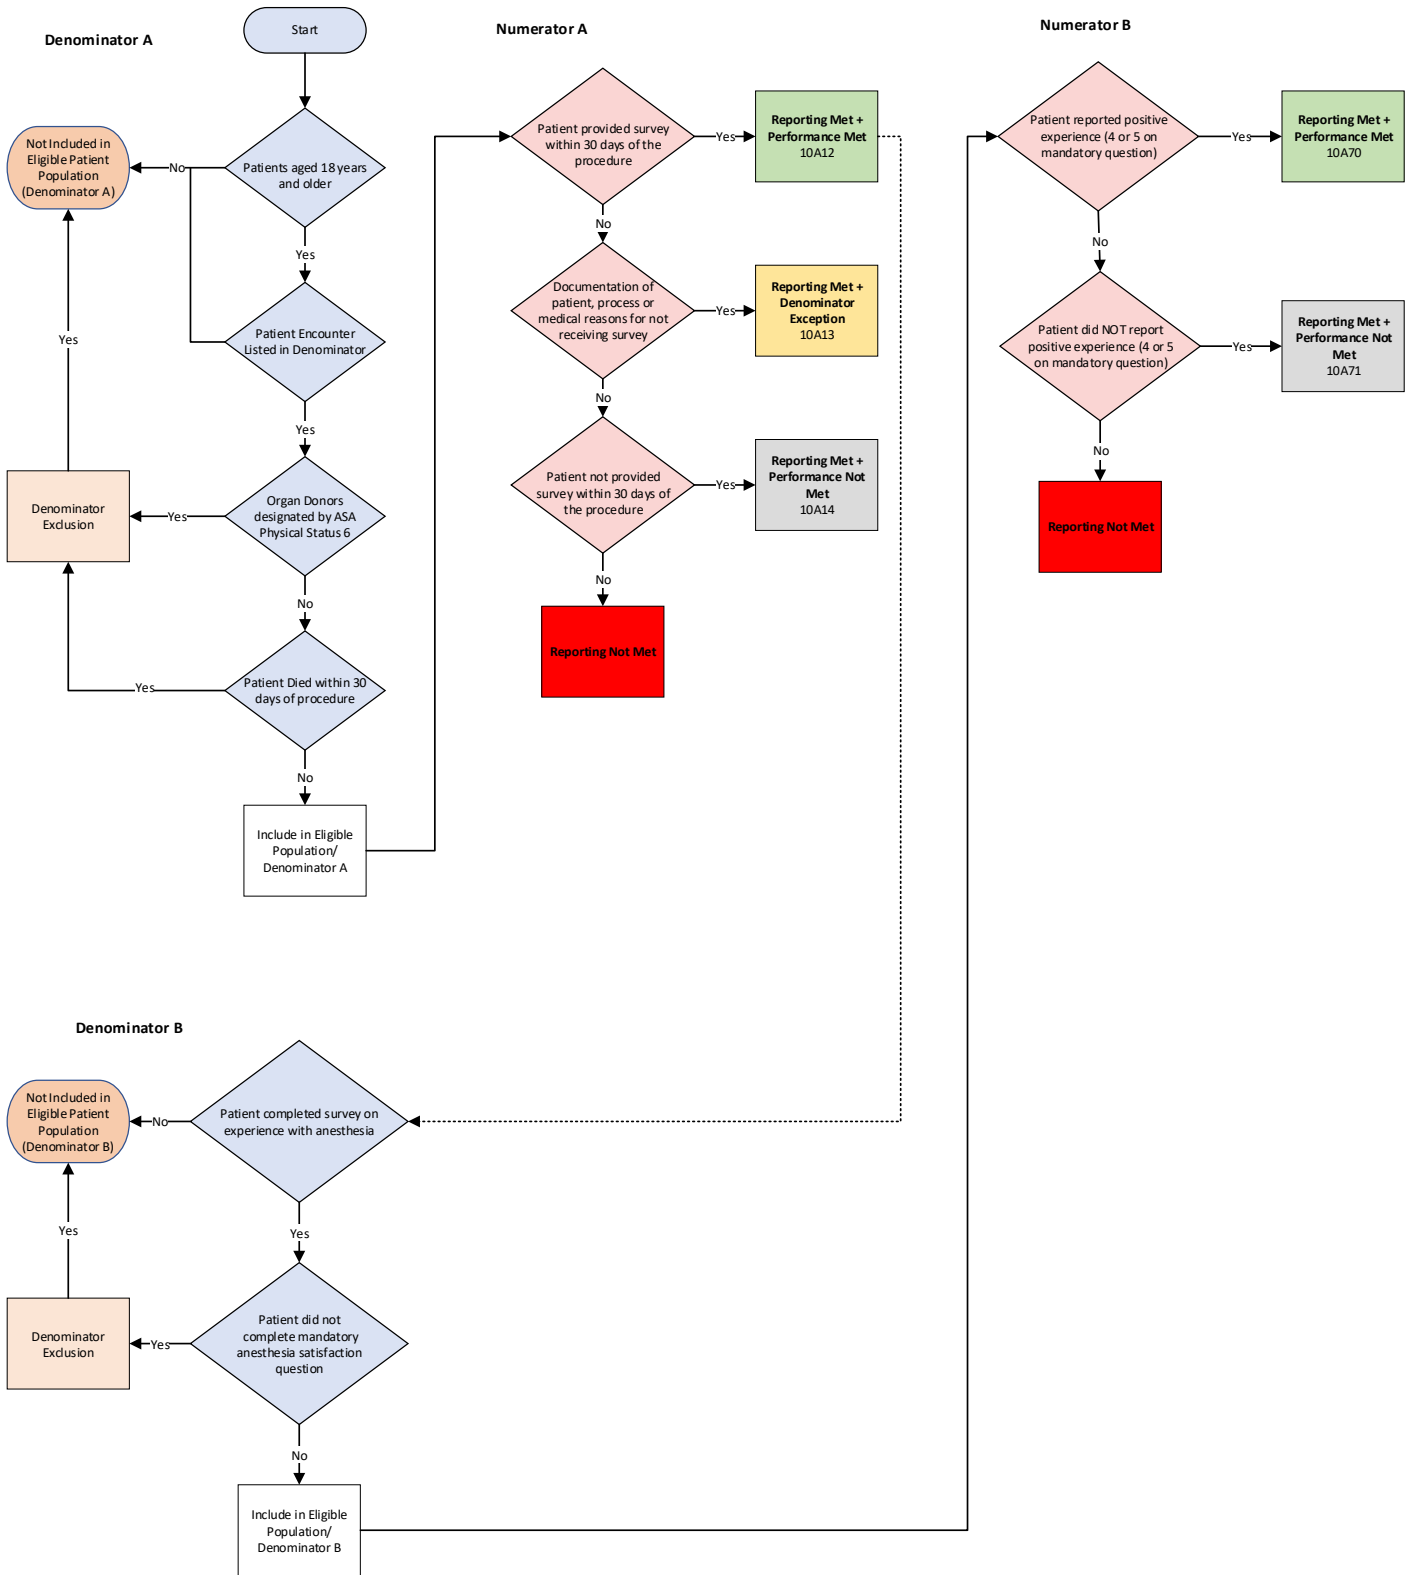 Denominator A
Start
Patients aged 18 years
and older
No
Not Included in
Eligible Patient
Population
(Denominator A)
Yes
Patient Encounter
Listed in Denominator
Yes
Yes
Organ Donors
designated by ASA
Physical Status 6
Yes
Denominator
Exclusion
No
Patient Died within 30
days of procedure
Yes
No
Include in Eligible
Population/
Denominator A
Numerator A
Patient provided survey
within 30 days of the
procedure
Yes
Reporting Met +
Performance Met
10A12
No
Documentation of
patient, process or
medical reasons for not
receiving survey
Yes
Reporting Met +
Denominator
Exception
10A13
No
Patient not provided
survey within 30 days of
the procedure
Yes
Reporting Met +
Performance Not
Met
10A14
No
Reporting Not Met
Denominator B
Patient completed survey on
experience with anesthesia
No
Not Included in
Eligible Patient
Population
(Denominator B)
Yes
Yes
Patient did not
complete mandatory
anesthesia satisfaction
question
Yes
Denominator
Exclusion
No
Include in Eligible
Population/
Denominator B
Numerator B
Patient reported positive
experience (4 or 5 on
mandatory question)
Yes
Reporting Met +
Performance Met
10A70
No
Patient did NOT report
positive experience (4 or 5
on mandatory question)
Yes
Reporting Met +
Performance Not
Met
10A71
No
Reporting Not Met